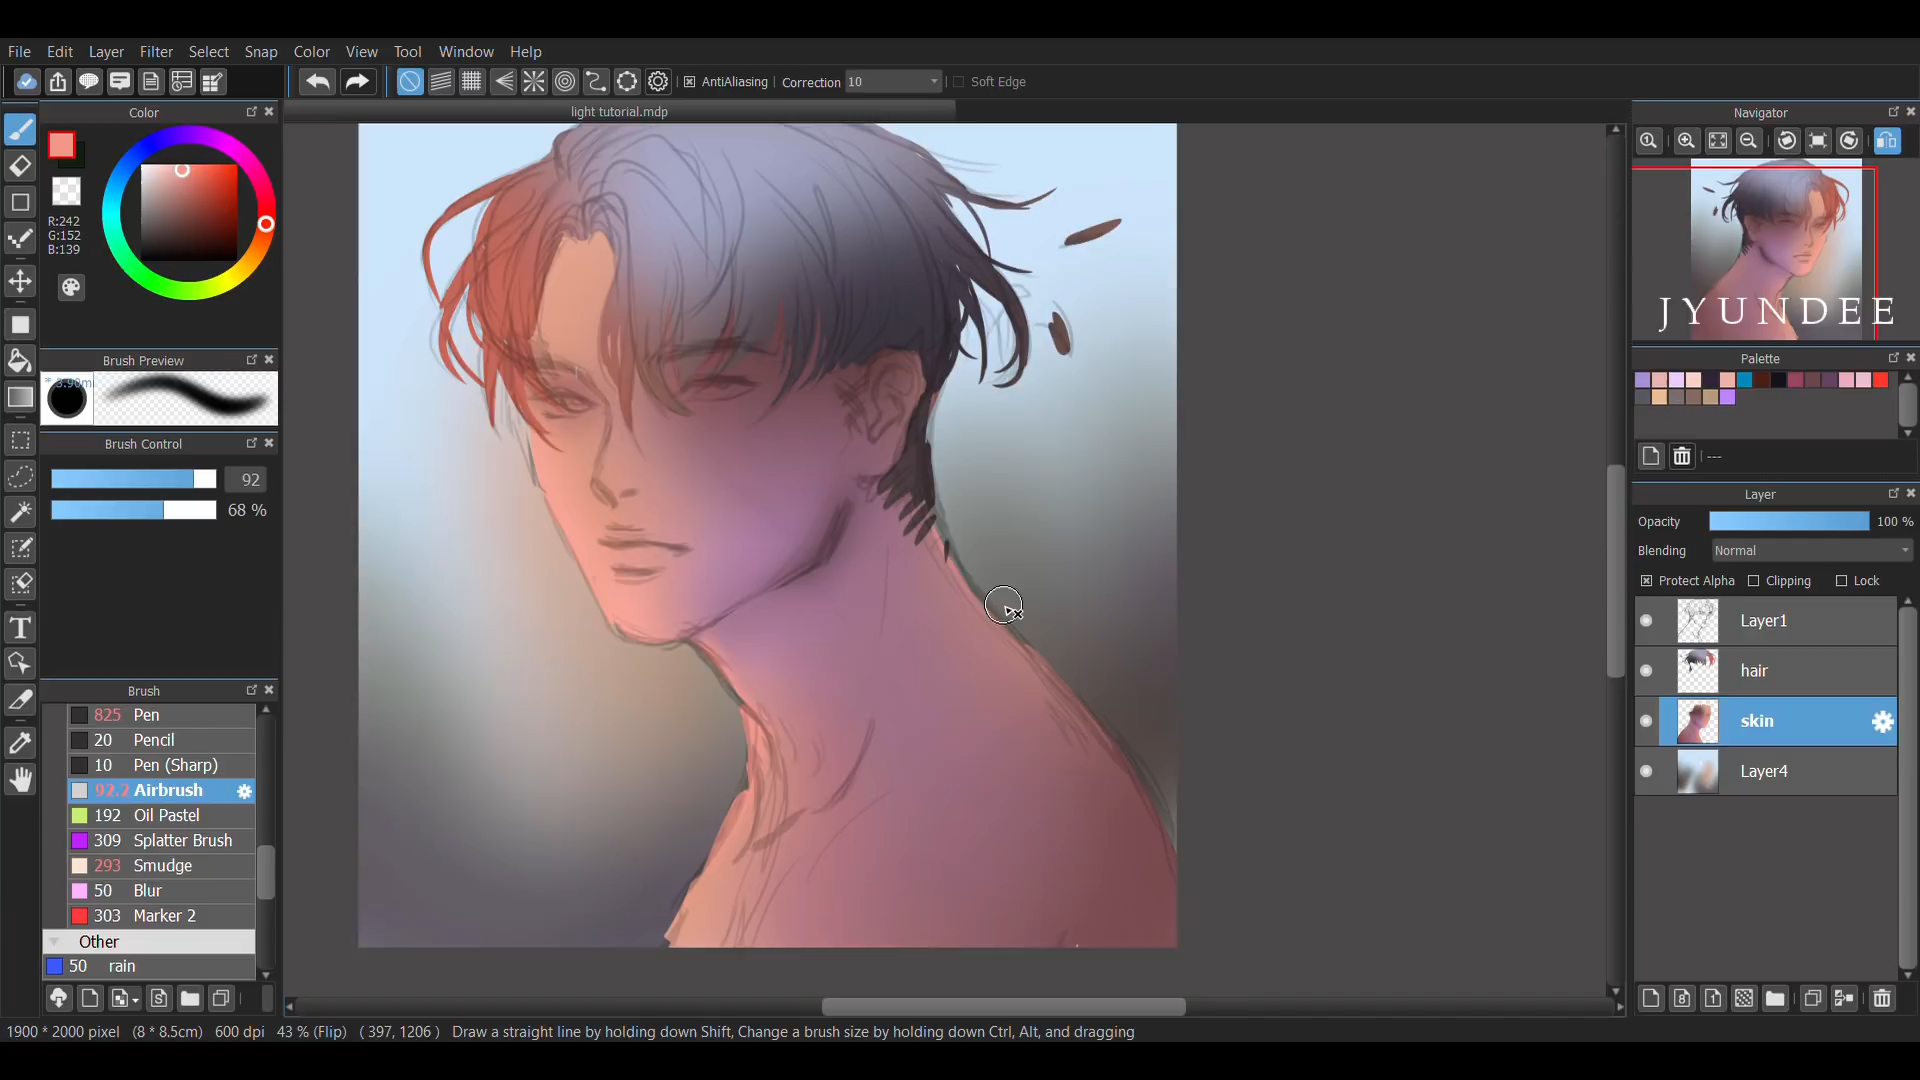 File Edit Layer Filter Select Snap Color View Tool Window Help
AntiAliasing Correction 10 Soft Edge
Color
light tutorial.mdp
Navigator
R:242
G:152
B:139
JYUNDEE
Brush Preview
Palette
Brush Control
---
92
68 %
Layer
Opacity 100 %
Blending Normal
Protect Alpha Clipping Lock
Layer1
hair
skin
Layer4
Brush
825 Pen
20 Pencil
10 Pen (Sharp)
92.2 Airbrush
192 Oil Pastel
309 Splatter Brush
293 Smudge
50 Blur
303 Marker 2
Other
50 rain
1900 * 2000 pixel (8 * 8.5cm) 600 dpi 43 % (Flip) ( 397, 1206 ) Draw a straight line by holding down Shift, Change a brush size by holding down Ctrl, Alt, and dragging